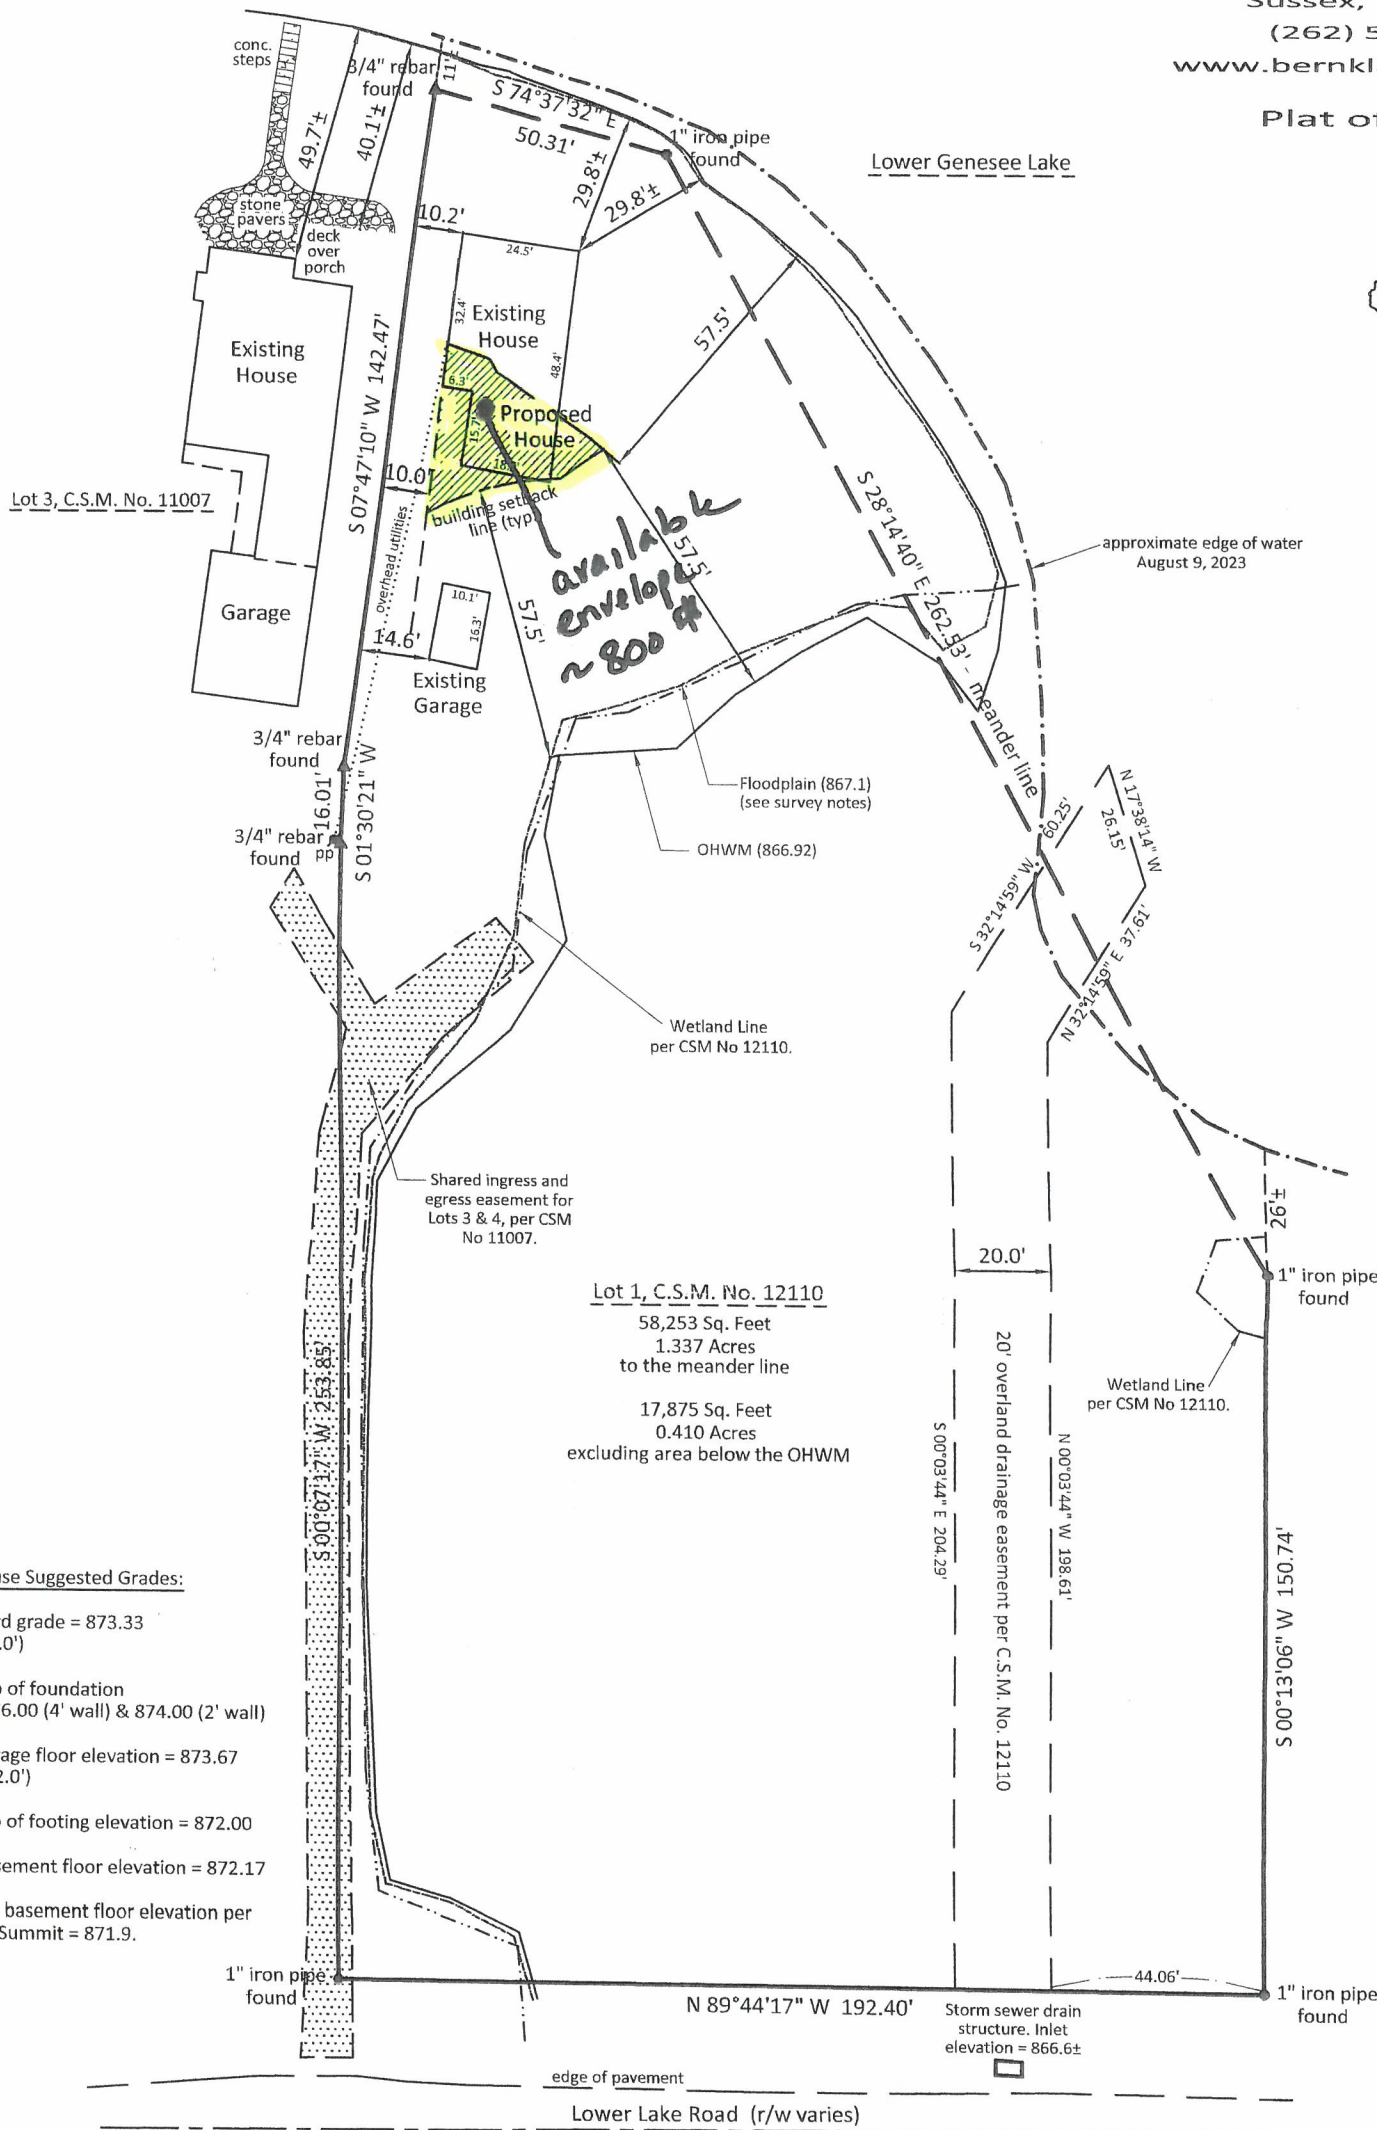 Sussex,
(262) 5
www.bernkl
Plat of
Lower Genesee Lake
conc.
steps
49.7'±
40.1'±
3/4" rebar
found
11'±
S 74°37'32" E
50.31'
1" iron pipe
found
29.8'±
29.8'±
stone
pavers
deck
over
porch
10.2'
24.5'
32.4'
48.4'
Existing
House
Existing
House
57.5'
S 07°47'10" W 142.47'
6.3'
Proposed
House
10.0'
building setback
line (typ)
overhead utilities
Lot 3, C.S.M. No. 11007
available
envelope
~ 800
57.5'
57.5'
S 28°14'40" E 262.53' - meander line
approximate edge of water
August 9, 2023
Garage
10.1'
16.3'
14.6'
Existing
Garage
3/4" rebar
found
16.01'
S 01°30'21" W
3/4" rebar
found
pp
Floodplain (867.1)
(see survey notes)
OHWM (866.92)
60.25'
S 32°14'59" W
N 17°38'14" W
26.15'
N 32°14'59" E 37.61'
Wetland Line
per CSM No 12110.
Shared ingress and
egress easement for
Lots 3 & 4, per CSM
No 11007.
20.0'
26'±
1" iron pipe
found
Lot 1, C.S.M. No. 12110
58,253 Sq. Feet
1.337 Acres
to the meander line
17,875 Sq. Feet
0.410 Acres
excluding area below the OHWM
Wetland Line
per CSM No 12110.
S 00°07'17" W 253.85'
S 00°03'44" E 204.29'
20' overland drainage easement per C.S.M. No. 12110
N 00°03'44" W 198.61'
S 00°13'06" W 150.74'
se Suggested Grades:
d grade = 873.33
.0')
of foundation
6.00 (4' wall) & 874.00 (2' wall)
age floor elevation = 873.67
2.0')
of footing elevation = 872.00
ement floor elevation = 872.17
basement floor elevation per
Summit = 871.9.
1" iron pipe
found
N 89°44'17" W 192.40'
44.06'
1" iron pipe
found
Storm sewer drain
structure. Inlet
elevation = 866.6±
edge of pavement
Lower Lake Road (r/w varies)